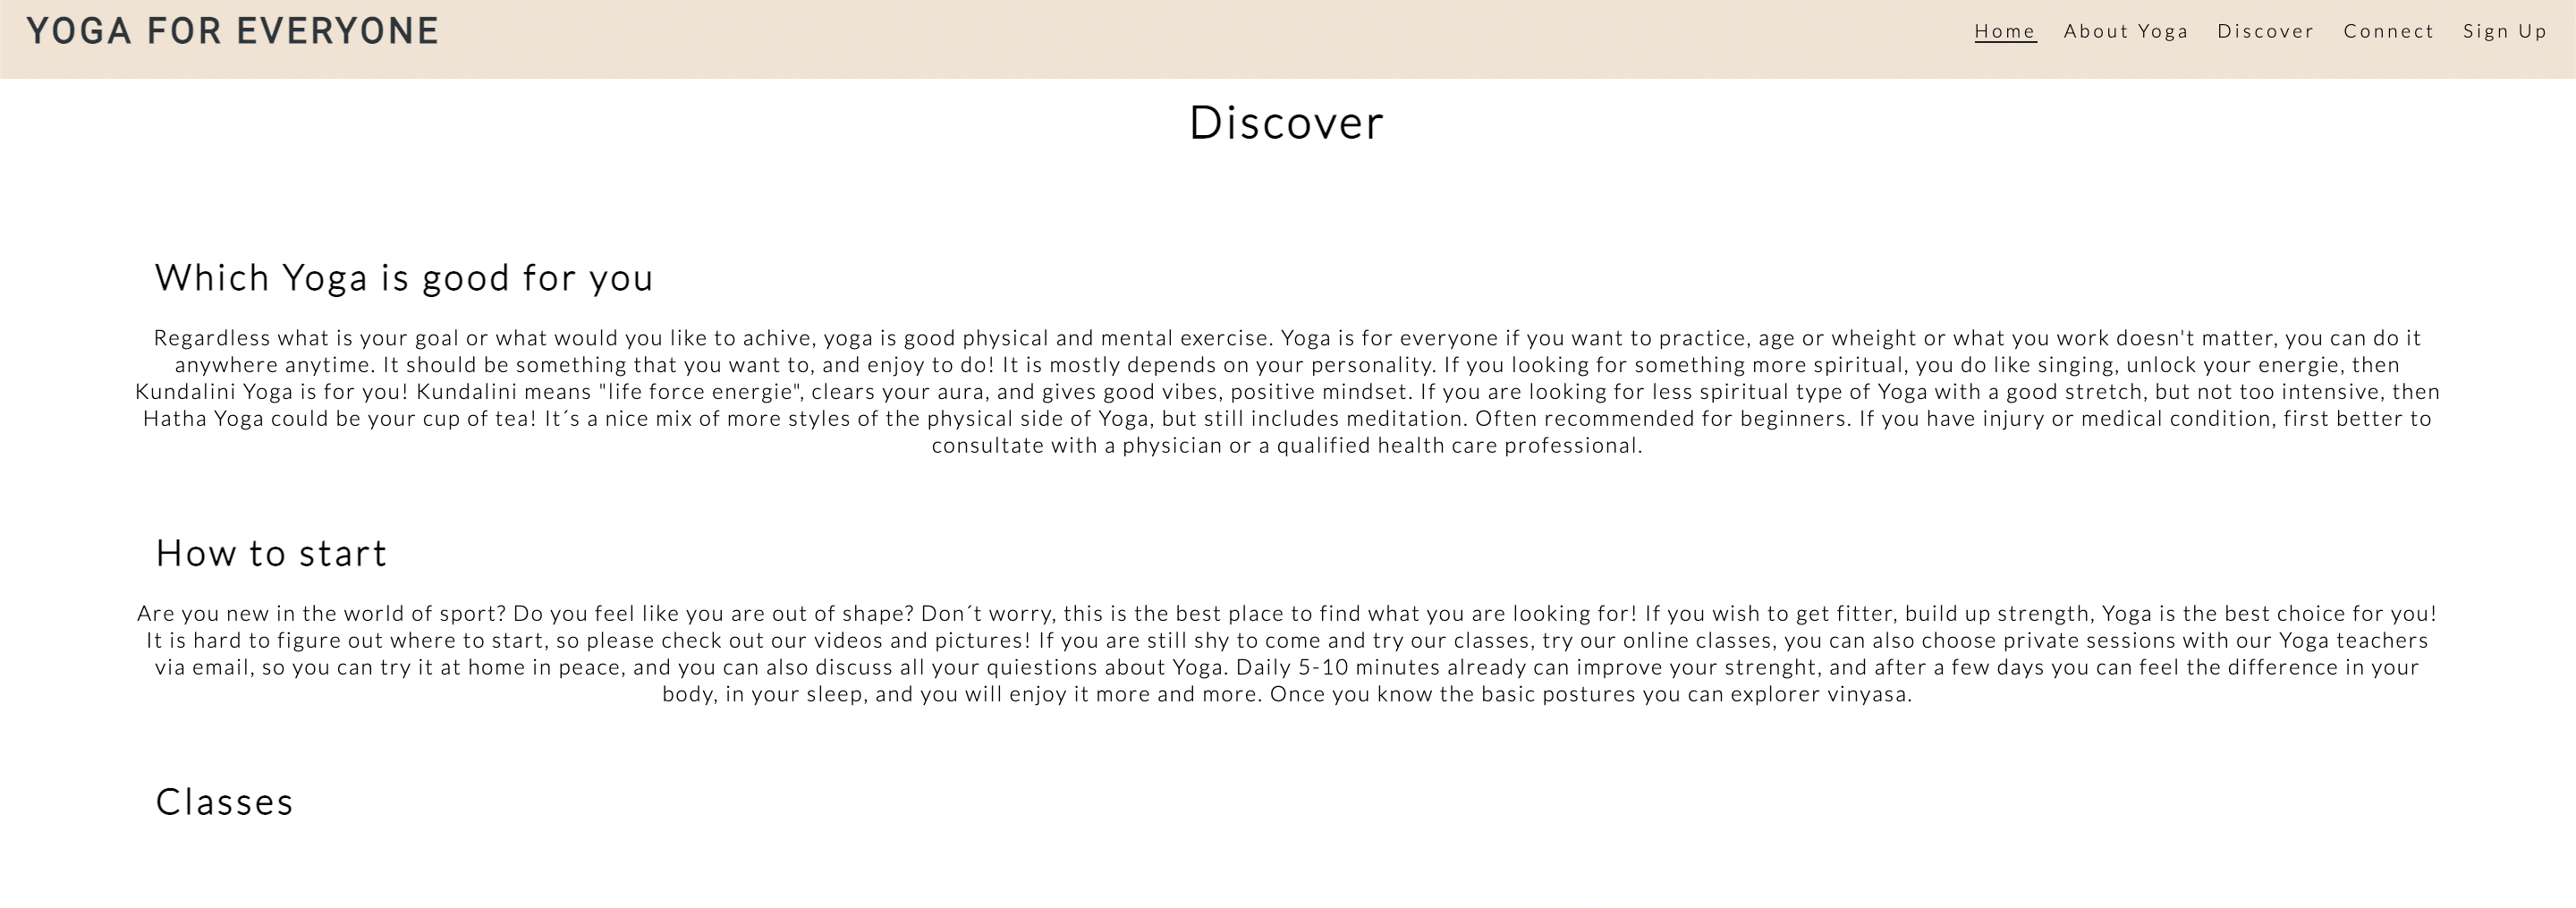 YOGA FOR EVERYONE
Home About Yoga Discover Connect Sign Up
Discover
Which Yoga is good for you
Regardless what is your goal or what would you like to achive, yoga is good physical and mental exercise. Yoga is for everyone if you want to practice, age or wheight or what you work doesn't matter, you can do it
anywhere anytime. It should be something that you want to, and enjoy to do! It is mostly depends on your personality. If you looking for something more spiritual, you do like singing, unlock your energie, then
Kundalini Yoga is for you! Kundalini means "life force energie", clears your aura, and gives good vibes, positive mindset. If you are looking for less spiritual type of Yoga with a good stretch, but not too intensive, then
Hatha Yoga could be your cup of tea! It´s a nice mix of more styles of the physical side of Yoga, but still includes meditation. Often recommended for beginners. If you have injury or medical condition, first better to
consultate with a physician or a qualified health care professional.
How to start
Are you new in the world of sport? Do you feel like you are out of shape? Don´t worry, this is the best place to find what you are looking for! If you wish to get fitter, build up strength, Yoga is the best choice for you!
It is hard to figure out where to start, so please check out our videos and pictures! If you are still shy to come and try our classes, try our online classes, you can also choose private sessions with our Yoga teachers
via email, so you can try it at home in peace, and you can also discuss all your quiestions about Yoga. Daily 5-10 minutes already can improve your strenght, and after a few days you can feel the difference in your
body, in your sleep, and you will enjoy it more and more. Once you know the basic postures you can explorer vinyasa.
Classes